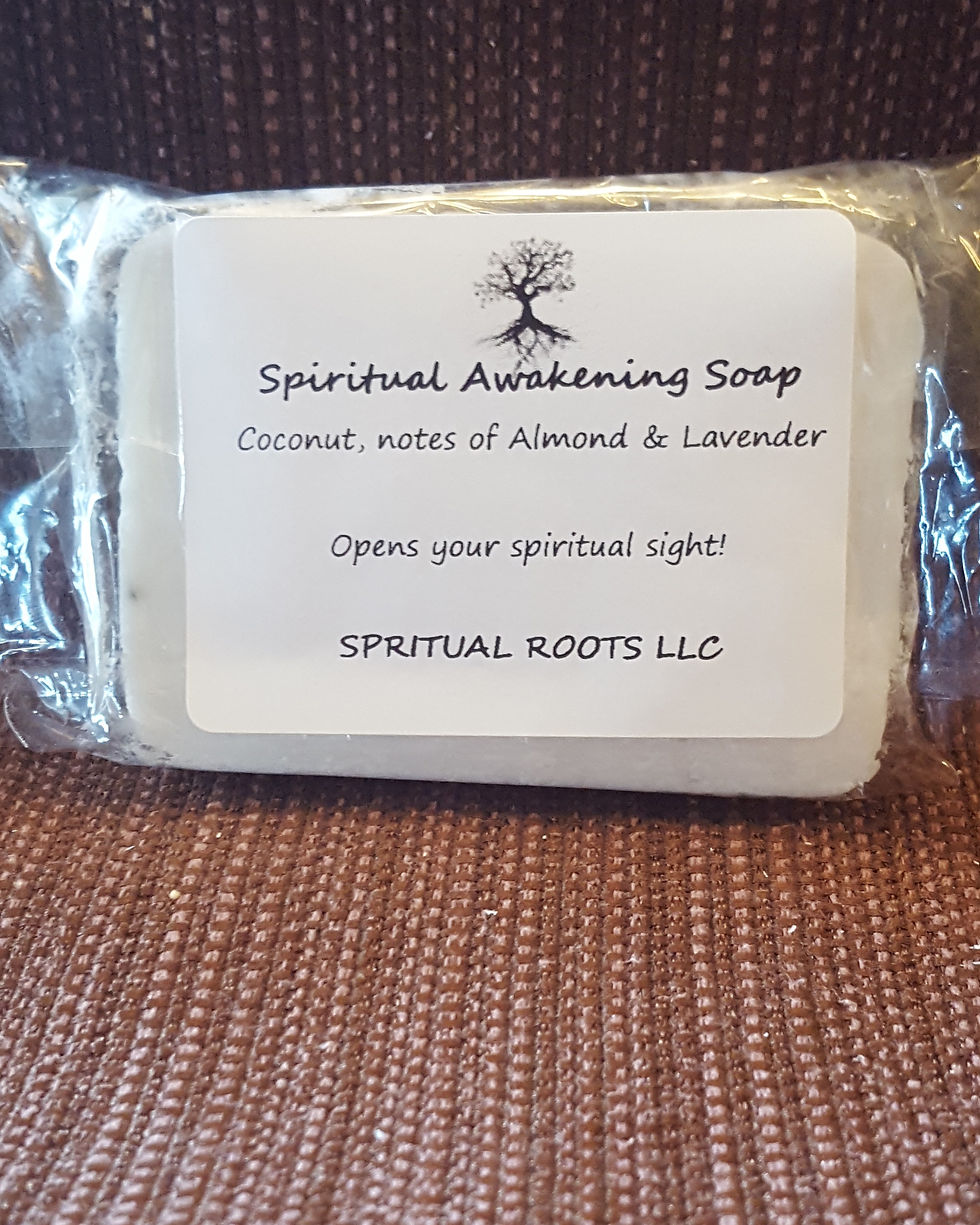 Spiritual Awakening Soap
Coconut, notes of Almond & Lavender
Opens your spiritual sight!
SPRITUAL ROOTS LLC